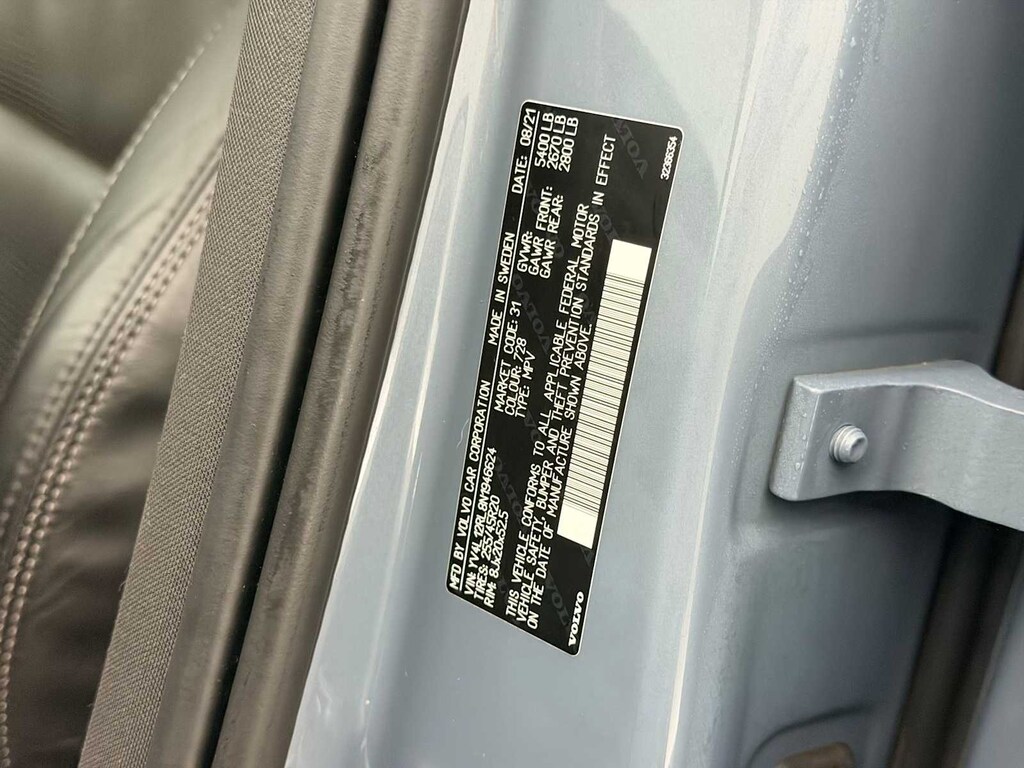 MFD BY VOLVO CAR CORPORATION MADE IN SWEDEN DATE: 08/21
VIN: YV4L12RL8N1946624 MARKET CODE: 31 GVWR: 5400 LB
TIRES: 255/45R20 COLOUR: 728 GAWR FRONT: 2670 LB
RIM: 8Jx20x52.5 TYPE: MPV GAWR REAR: 2800 LB
THIS VEHICLE CONFORMS TO ALL APPLICABLE FEDERAL MOTOR
VEHICLE SAFETY, BUMPER AND THEFT PREVENTION STANDARDS IN EFFECT
ON THE DATE OF MANUFACTURE SHOWN ABOVE.
VOLVO
32366354